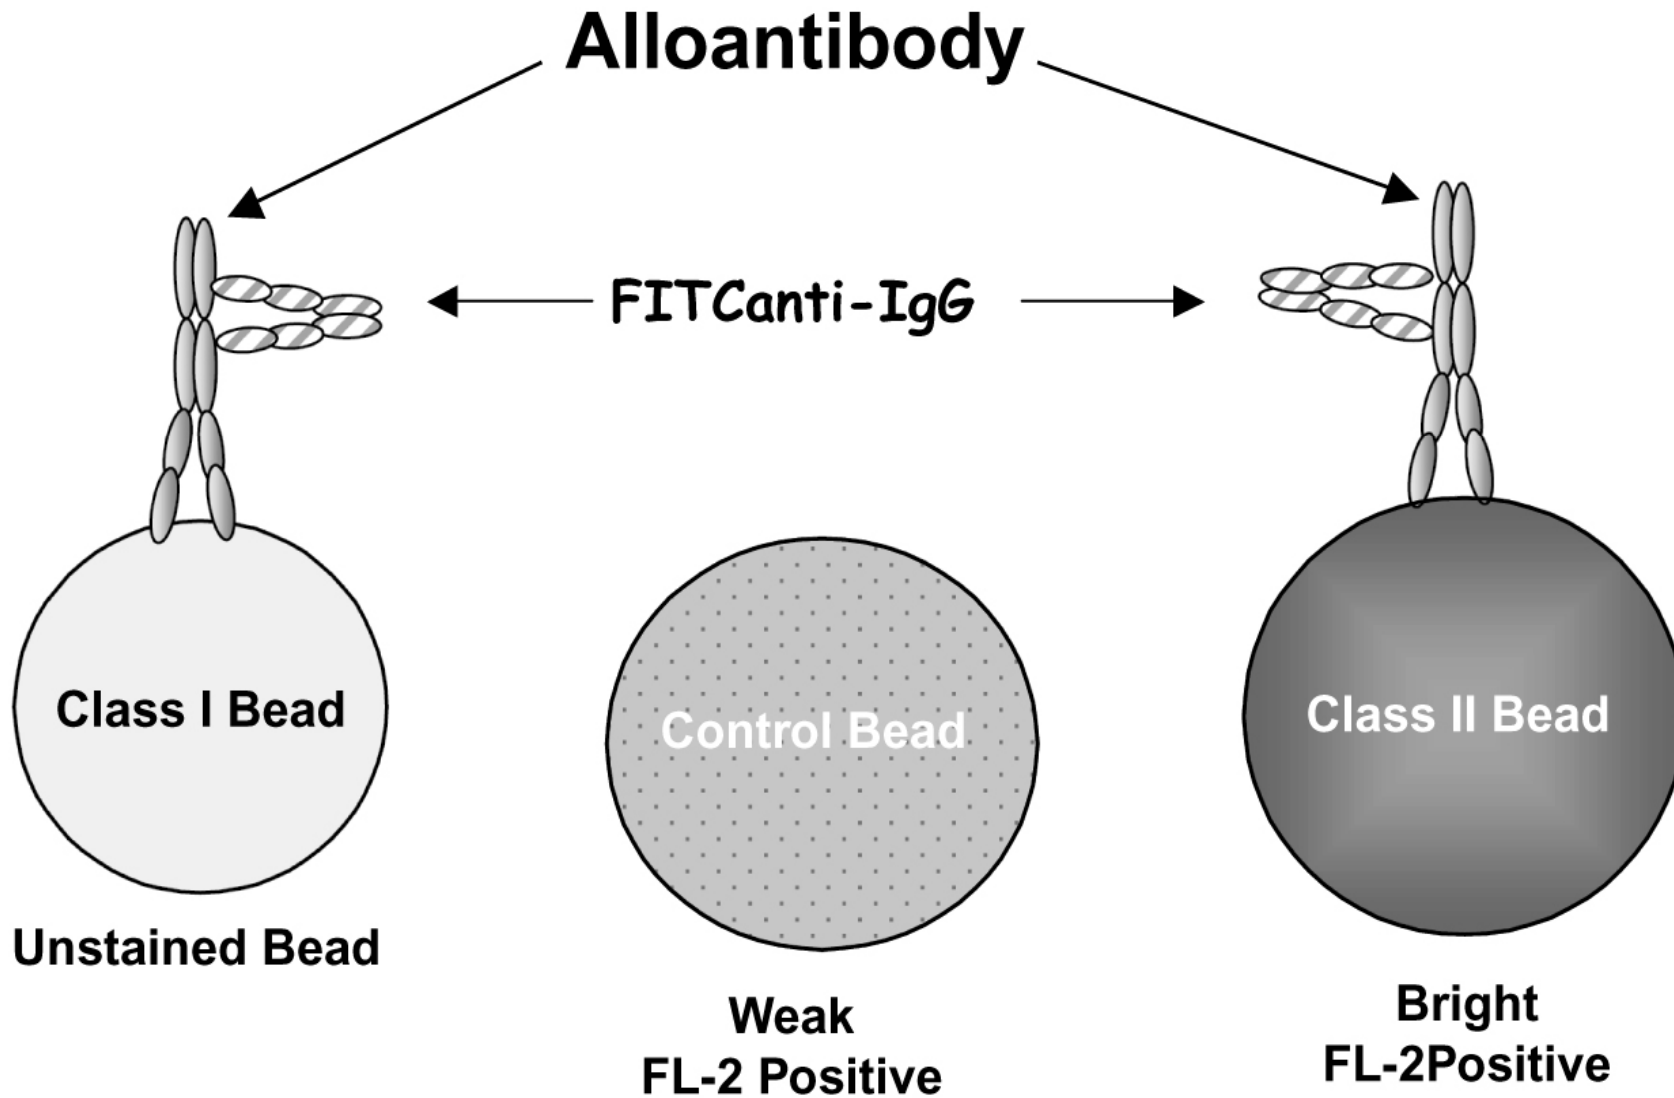 Alloantibody
FITCanti-IgG
Class I Bead
Control Bead
Class II Bead
Unstained Bead
Weak
FL-2 Positive
Bright
FL-2Positive